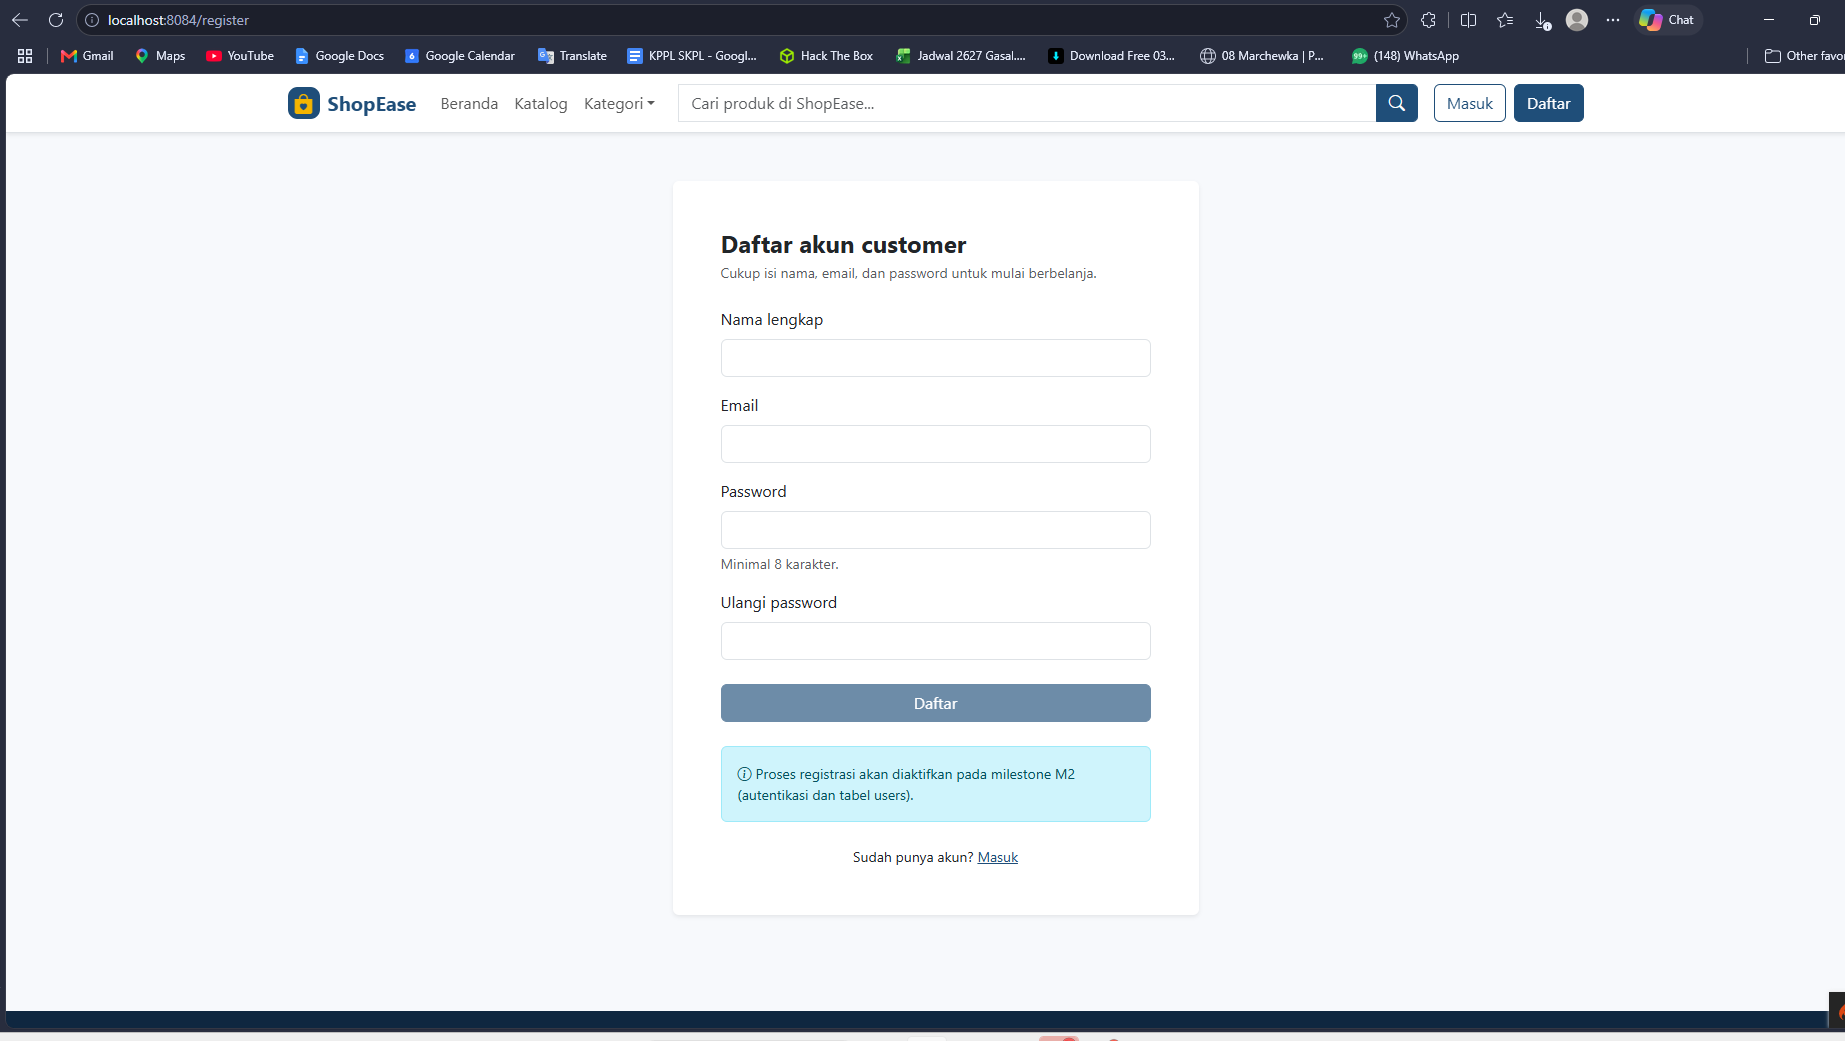 localhost:8084/register
Chat
Gmail
Maps
YouTube
Google Docs
Google Calendar
Translate
KPPL SKPL - Googl...
Hack The Box
Jadwal 2627 Gasal....
Download Free 03...
08 Marchewka | P...
99+
(148) WhatsApp
Other favor
ShopEase
Beranda
Katalog
Kategori
Cari produk di ShopEase...
Masuk
Daftar
Daftar akun customer
Cukup isi nama, email, dan password untuk mulai berbelanja.
Nama lengkap
Email
Password
Minimal 8 karakter.
Ulangi password
Daftar
Proses registrasi akan diaktifkan pada milestone M2
(autentikasi dan tabel users).
Sudah punya akun? Masuk